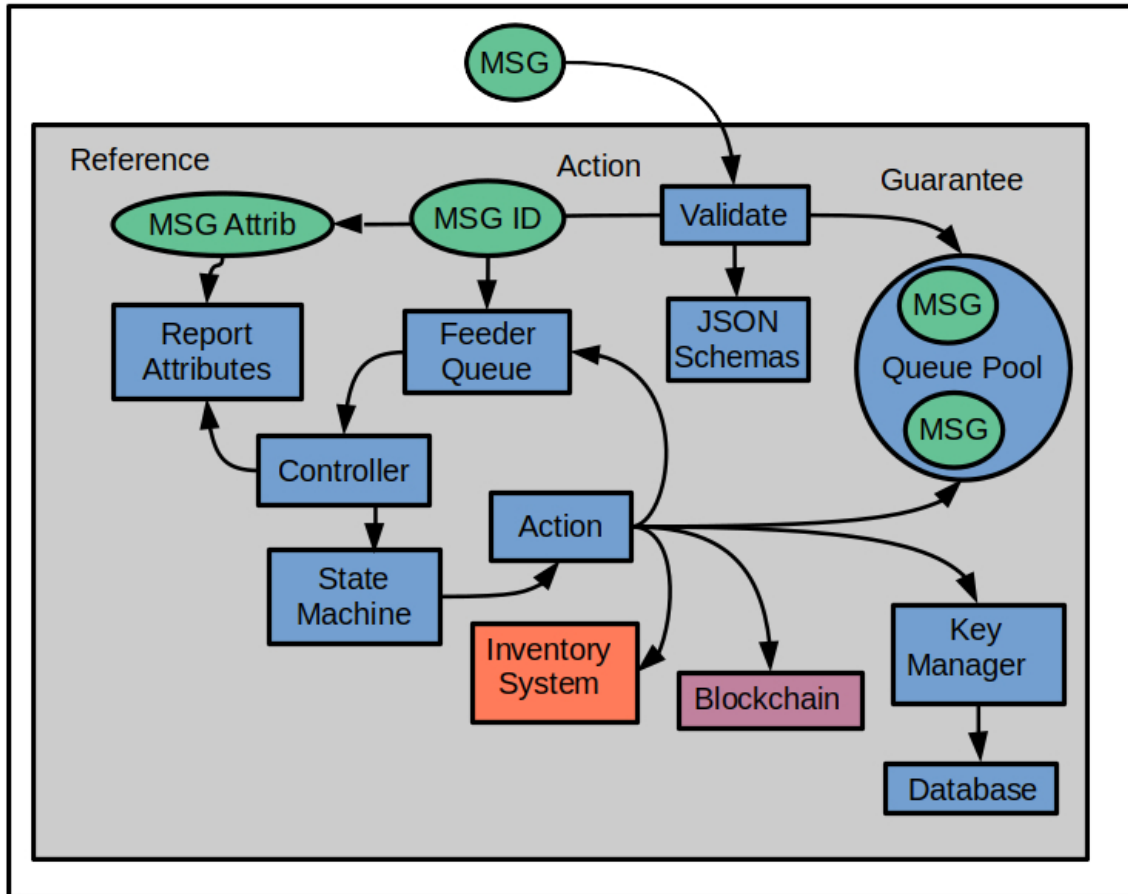 MSG
Reference
Action
Guarantee
MSG Attrib
MSG ID
Validate
MSG
Queue Pool
MSG
Report
Attributes
Feeder
Queue
JSON
Schemas
Controller
Action
State
Machine
Inventory
System
Blockchain
Key
Manager
Database